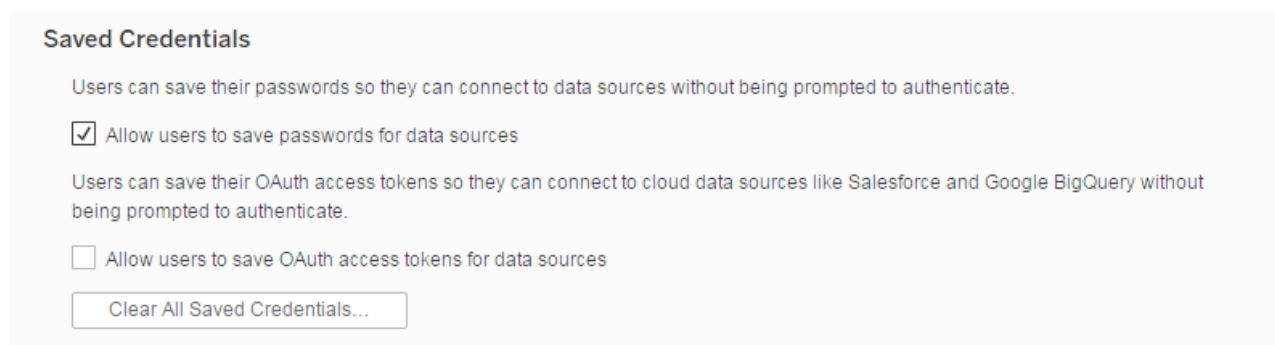 Saved Credentials
Users can save their passwords so they can connect to data sources without being prompted to authenticate.
Allow users to save passwords for data sources
Users can save their OAuth access tokens so they can connect to cloud data sources like Salesforce and Google BigQuery without
being prompted to authenticate.
Allow users to save OAuth access tokens for data sources
Clear All Saved Credentials...